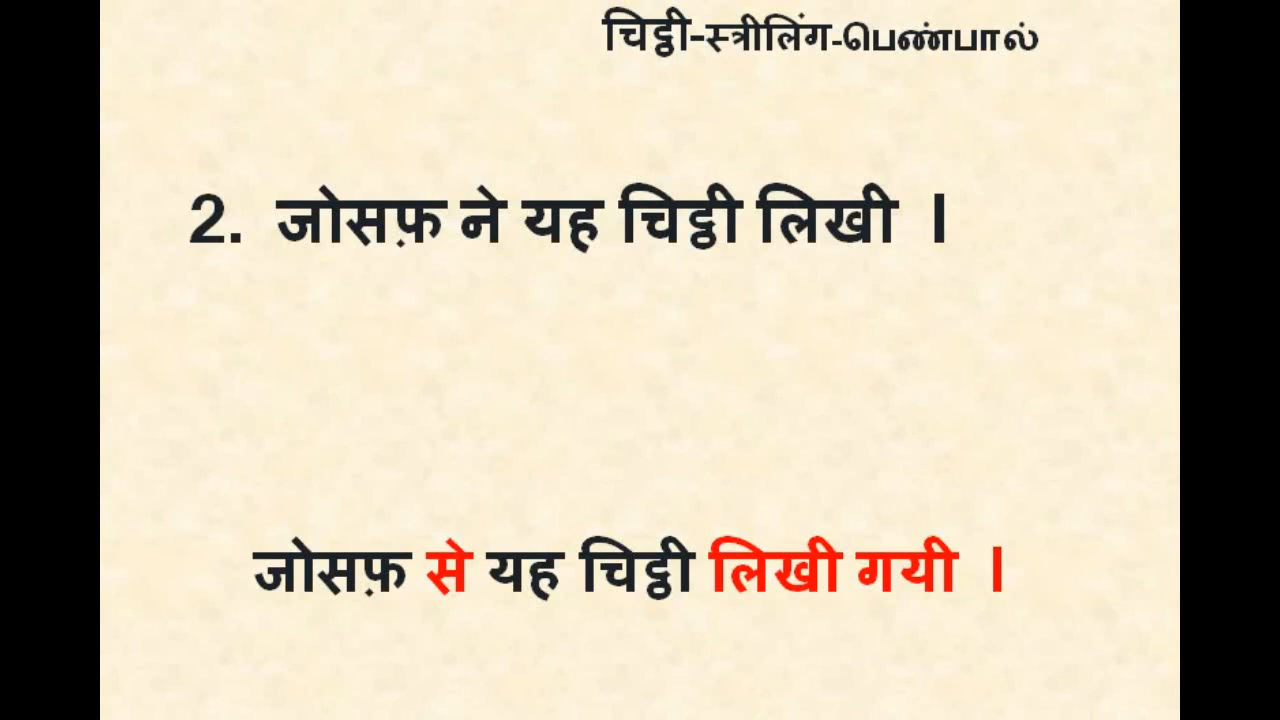 चिट्ठी-स्त्रीलिंग-பெண்பால்
2. जोसफ़ ने यह चिट्ठी लिखी ।
जोसफ़ से यह चिट्ठी लिखी गयी ।